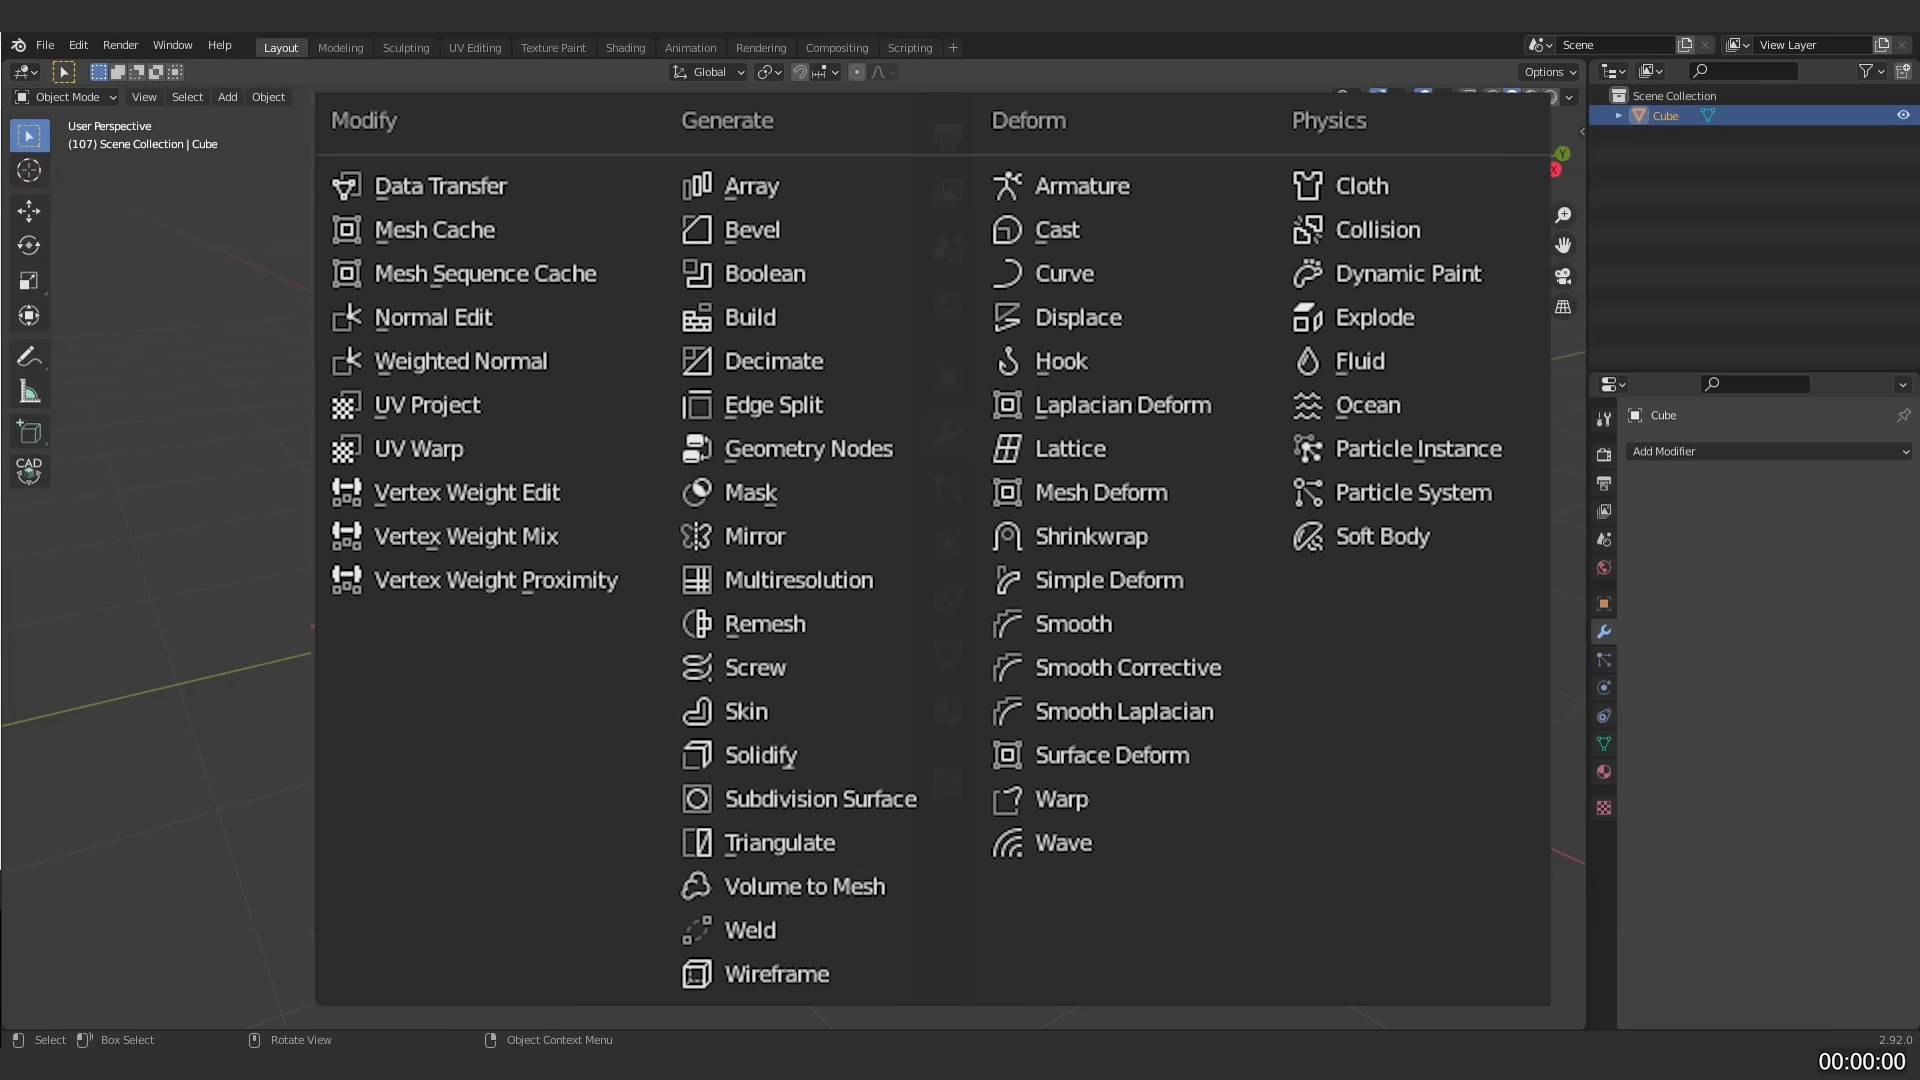 File Edit Render Window Help Layout Modeling Sculpting UV Editing Texture Paint Shading Animation Rendering Compositing Scripting + Scene View Layer
Global Options
Object Mode View Select Add Object
Scene Collection
Cube
User Perspective
(107) Scene Collection | Cube
Modify
Data Transfer
Mesh Cache
Mesh Sequence Cache
Normal Edit
Weighted Normal
UV Project
UV Warp
Vertex Weight Edit
Vertex Weight Mix
Vertex Weight Proximity
Generate
Array
Bevel
Boolean
Build
Decimate
Edge Split
Geometry Nodes
Mask
Mirror
Multiresolution
Remesh
Screw
Skin
Solidify
Subdivision Surface
Triangulate
Volume to Mesh
Weld
Wireframe
Deform
Armature
Cast
Curve
Displace
Hook
Laplacian Deform
Lattice
Mesh Deform
Shrinkwrap
Simple Deform
Smooth
Smooth Corrective
Smooth Laplacian
Surface Deform
Warp
Wave
Physics
Cloth
Collision
Dynamic Paint
Explode
Fluid
Ocean
Particle Instance
Particle System
Soft Body
Y
X
CAD
Cube
Add Modifier
Select Box Select Rotate View Object Context Menu
2.92.0
00:00:00